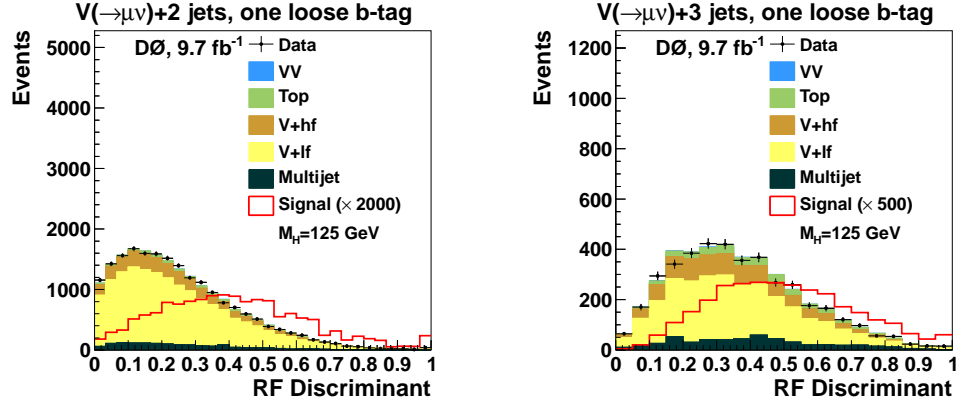 V(→μν)+2 jets, one loose b-tag
Events
5000
4000
3000
2000
1000
0
DØ, 9.7 fb⁻¹
Data
VV
Top
V+hf
V+lf
Multijet
Signal (× 2000)
M_H=125 GeV
0 0.1 0.2 0.3 0.4 0.5 0.6 0.7 0.8 0.9 1
RF Discriminant
V(→μν)+3 jets, one loose b-tag
Events
1200
1000
800
600
400
200
0
DØ, 9.7 fb⁻¹
Data
VV
Top
V+hf
V+lf
Multijet
Signal (× 500)
M_H=125 GeV
0 0.1 0.2 0.3 0.4 0.5 0.6 0.7 0.8 0.9 1
RF Discriminant